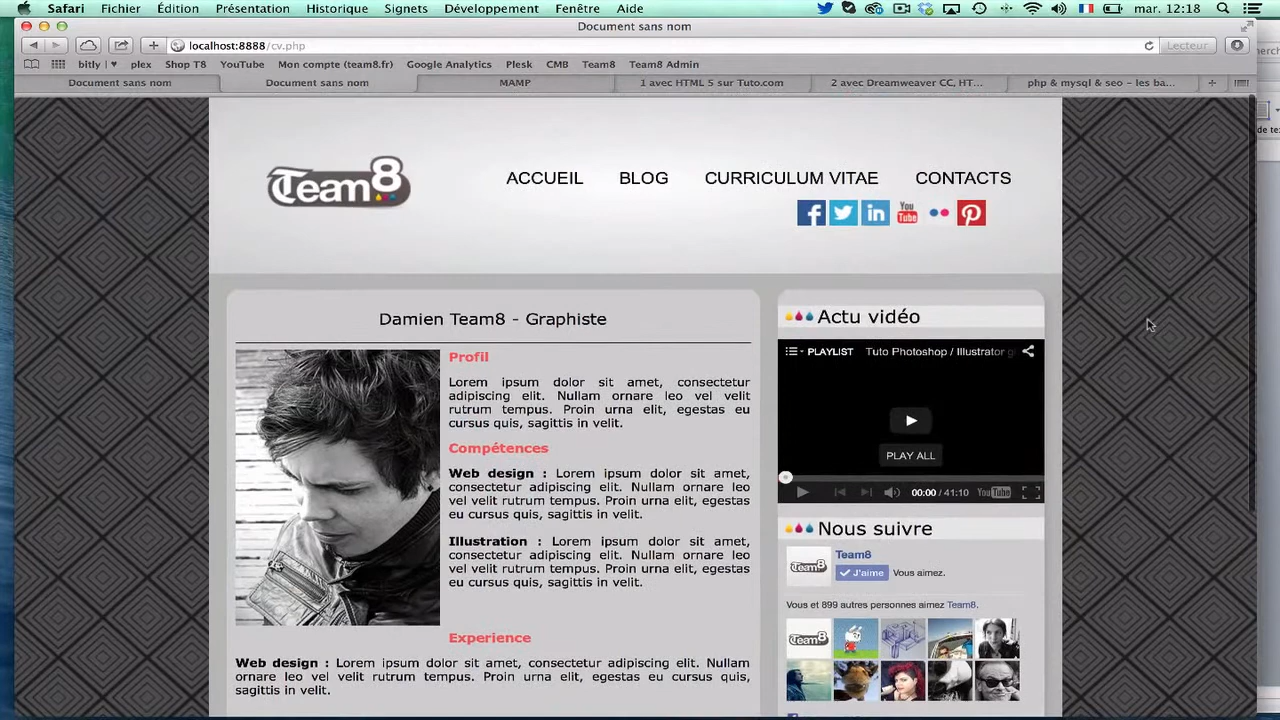 Safari Fichier Édition Présentation Historique Signets Développement Fenêtre Aide mar. 12:18
Document sans nom
localhost:8888/cv.php Lecteur
bitly | ♥ plex Shop T8 YouTube Mon compte (team8.fr) Google Analytics Plesk CMB Team8 Team8 Admin
Document sans nom Document sans nom MAMP 1 avec HTML 5 sur Tuto.com 2 avec Dreamweaver CC, HT... php & mysql & seo – les ba...
de te
Team8
ACCUEIL BLOG CURRICULUM VITAE CONTACTS
You Tube
Damien Team8 - Graphiste
Profil
Lorem ipsum dolor sit amet, consectetur
adipiscing elit. Nullam ornare leo vel velit
rutrum tempus. Proin urna elit, egestas eu
cursus quis, sagittis in velit.
Compétences
Web design : Lorem ipsum dolor sit amet,
consectetur adipiscing elit. Nullam ornare leo
vel velit rutrum tempus. Proin urna elit, egestas
eu cursus quis, sagittis in velit.
Illustration : Lorem ipsum dolor sit amet,
consectetur adipiscing elit. Nullam ornare leo
vel velit rutrum tempus. Proin urna elit, egestas
eu cursus quis, sagittis in velit.
Experience
Web design : Lorem ipsum dolor sit amet, consectetur adipiscing elit. Nullam
ornare leo vel velit rutrum tempus. Proin urna elit, egestas eu cursus quis,
sagittis in velit.
Actu vidéo
PLAYLIST Tuto Photoshop / Illustrator
PLAY ALL
00:00 / 41:10 YouTube
Nous suivre
Team8
Team8
J'aime Vous aimez.
Vous et 899 autres personnes aimez Team8.
Team8